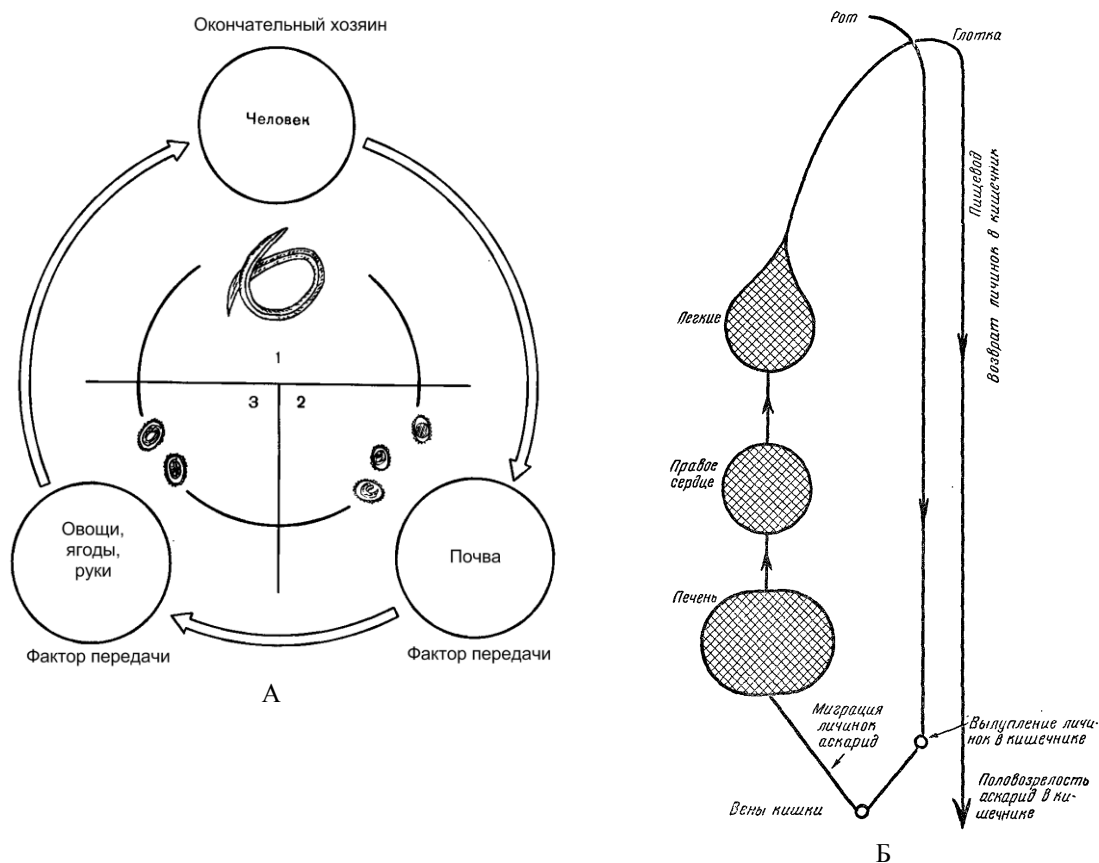 Окончательный хозяин
Человек
1
3
2
Овощи,
ягоды,
руки
Почва
Фактор передачи
Фактор передачи
А
Рот
Глотка
Пищевод
Возврат личинок в кишечник
Легкие
Правое
сердце
Печень
Миграция
личинок
аскарид
Вылупление личи-
нок в кишечнике
Вены кишки
Половозрелость
аскарид в ки-
шечнике
Б